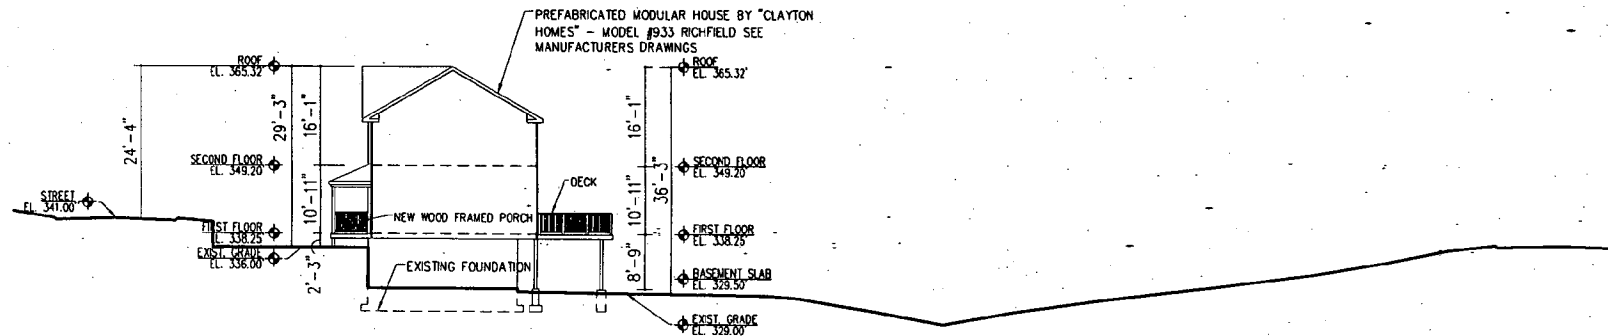 PREFABRICATED MODULAR HOUSE BY "CLAYTON
HOMES" - MODEL #933 RICHFIELD SEE
MANUFACTURERS DRAWINGS
ROOF
EL. 365.32'
ROOF
EL. 365.32'
24'-4"
29'-3"
16'-1"
16'-1"
SECOND FLOOR
EL. 349.20
SECOND FLOOR
EL. 349.20
36'-3"
DECK
STREET
EL. 341.00
10'-11"
10'-11"
NEW WOOD FRAMED PORCH
FIRST FLOOR
EL. 338.25
FIRST FLOOR
EL. 338.25
EXIST. GRADE
EL. 336.00
2'-3"
EXISTING FOUNDATION
8'-9"
BASEMENT SLAB
EL. 329.50
EXIST. GRADE
EL. 329.00